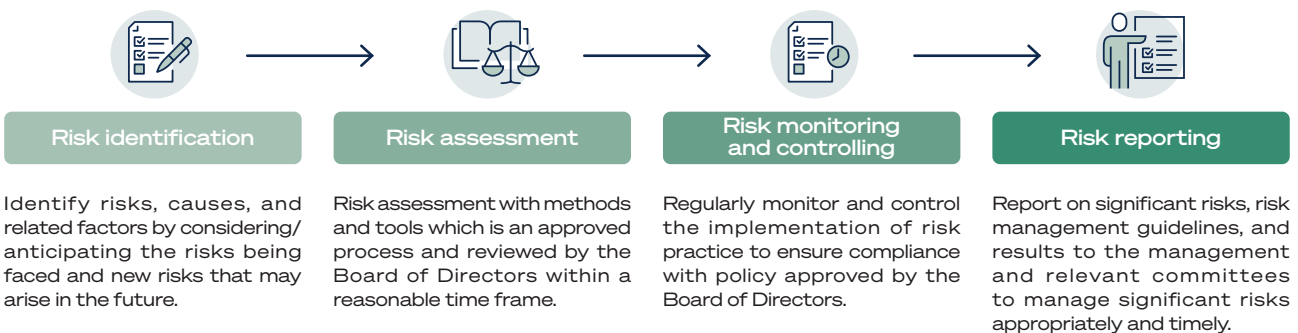 Risk identification
Identify risks, causes, and
related factors by considering/
anticipating the risks being
faced and new risks that may
arise in the future.
Risk assessment
Risk assessment with methods
and tools which is an approved
process and reviewed by the
Board of Directors within a
reasonable time frame.
Risk monitoring
and controlling
Regularly monitor and control
the implementation of risk
practice to ensure compliance
with policy approved by the
Board of Directors.
Risk reporting
Report on significant risks, risk
management guidelines, and
results to the management
and relevant committees
to manage significant risks
appropriately and timely.